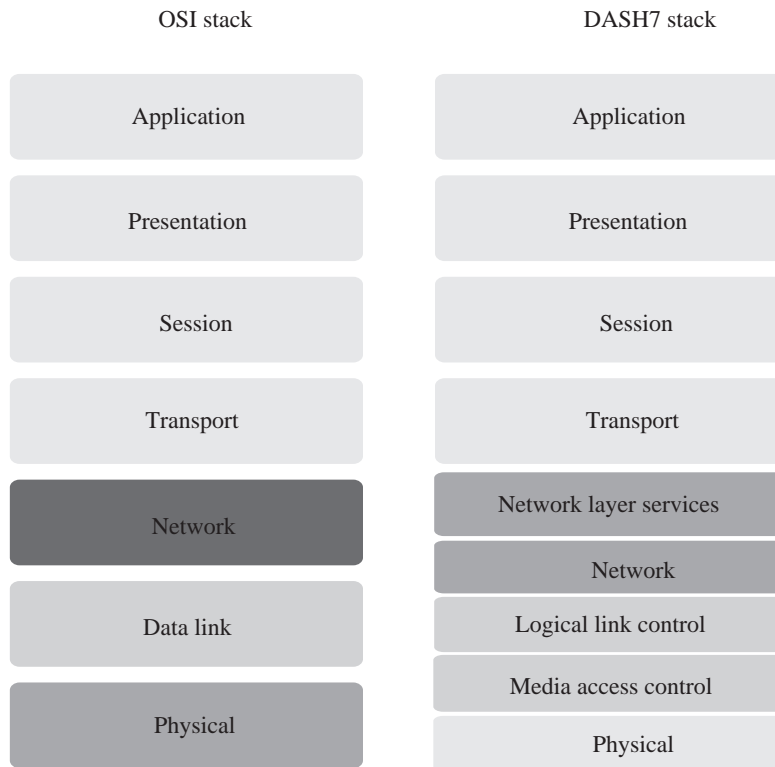 OSI stack
DASH7 stack
Application
Presentation
Session
Transport
Network
Data link
Physical
Application
Presentation
Session
Transport
Network layer services
Network
Logical link control
Media access control
Physical